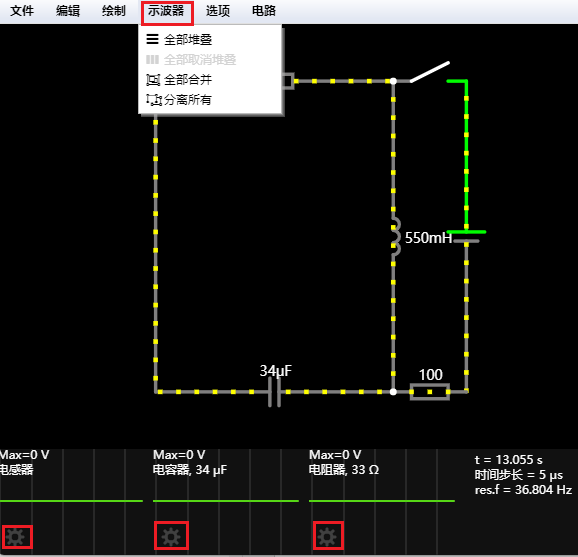 文件 编辑 绘制 示波器 选项 电路
全部堆叠
全部取消堆叠
全部合并
分离所有
550mH
34µF
100
Max=0 V
电感器
Max=0 V
电容器, 34 µF
Max=0 V
电阻器, 33 Ω
t = 13.055 s
时间步长 = 5 µs
res.f = 36.804 Hz